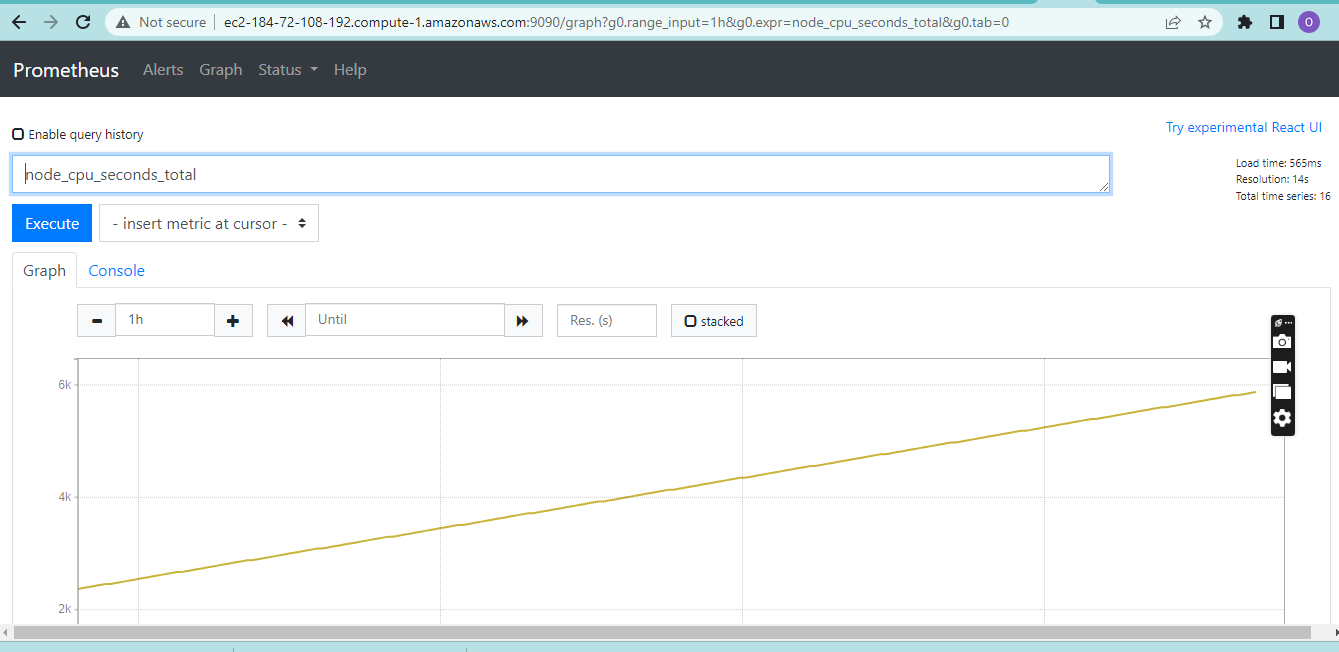 Not secure ec2-184-72-108-192.compute-1.amazonaws.com:9090/graph?g0.range_input=1h&g0.expr=node_cpu_seconds_total&g0.tab=0
O
Prometheus Alerts Graph Status Help
Enable query history
Try experimental React UI
node_cpu_seconds_total
Load time: 565ms
Resolution: 14s
Total time series: 16
Execute - insert metric at cursor -
Graph Console
1h Until Res. (s) stacked
6k
4k
2k